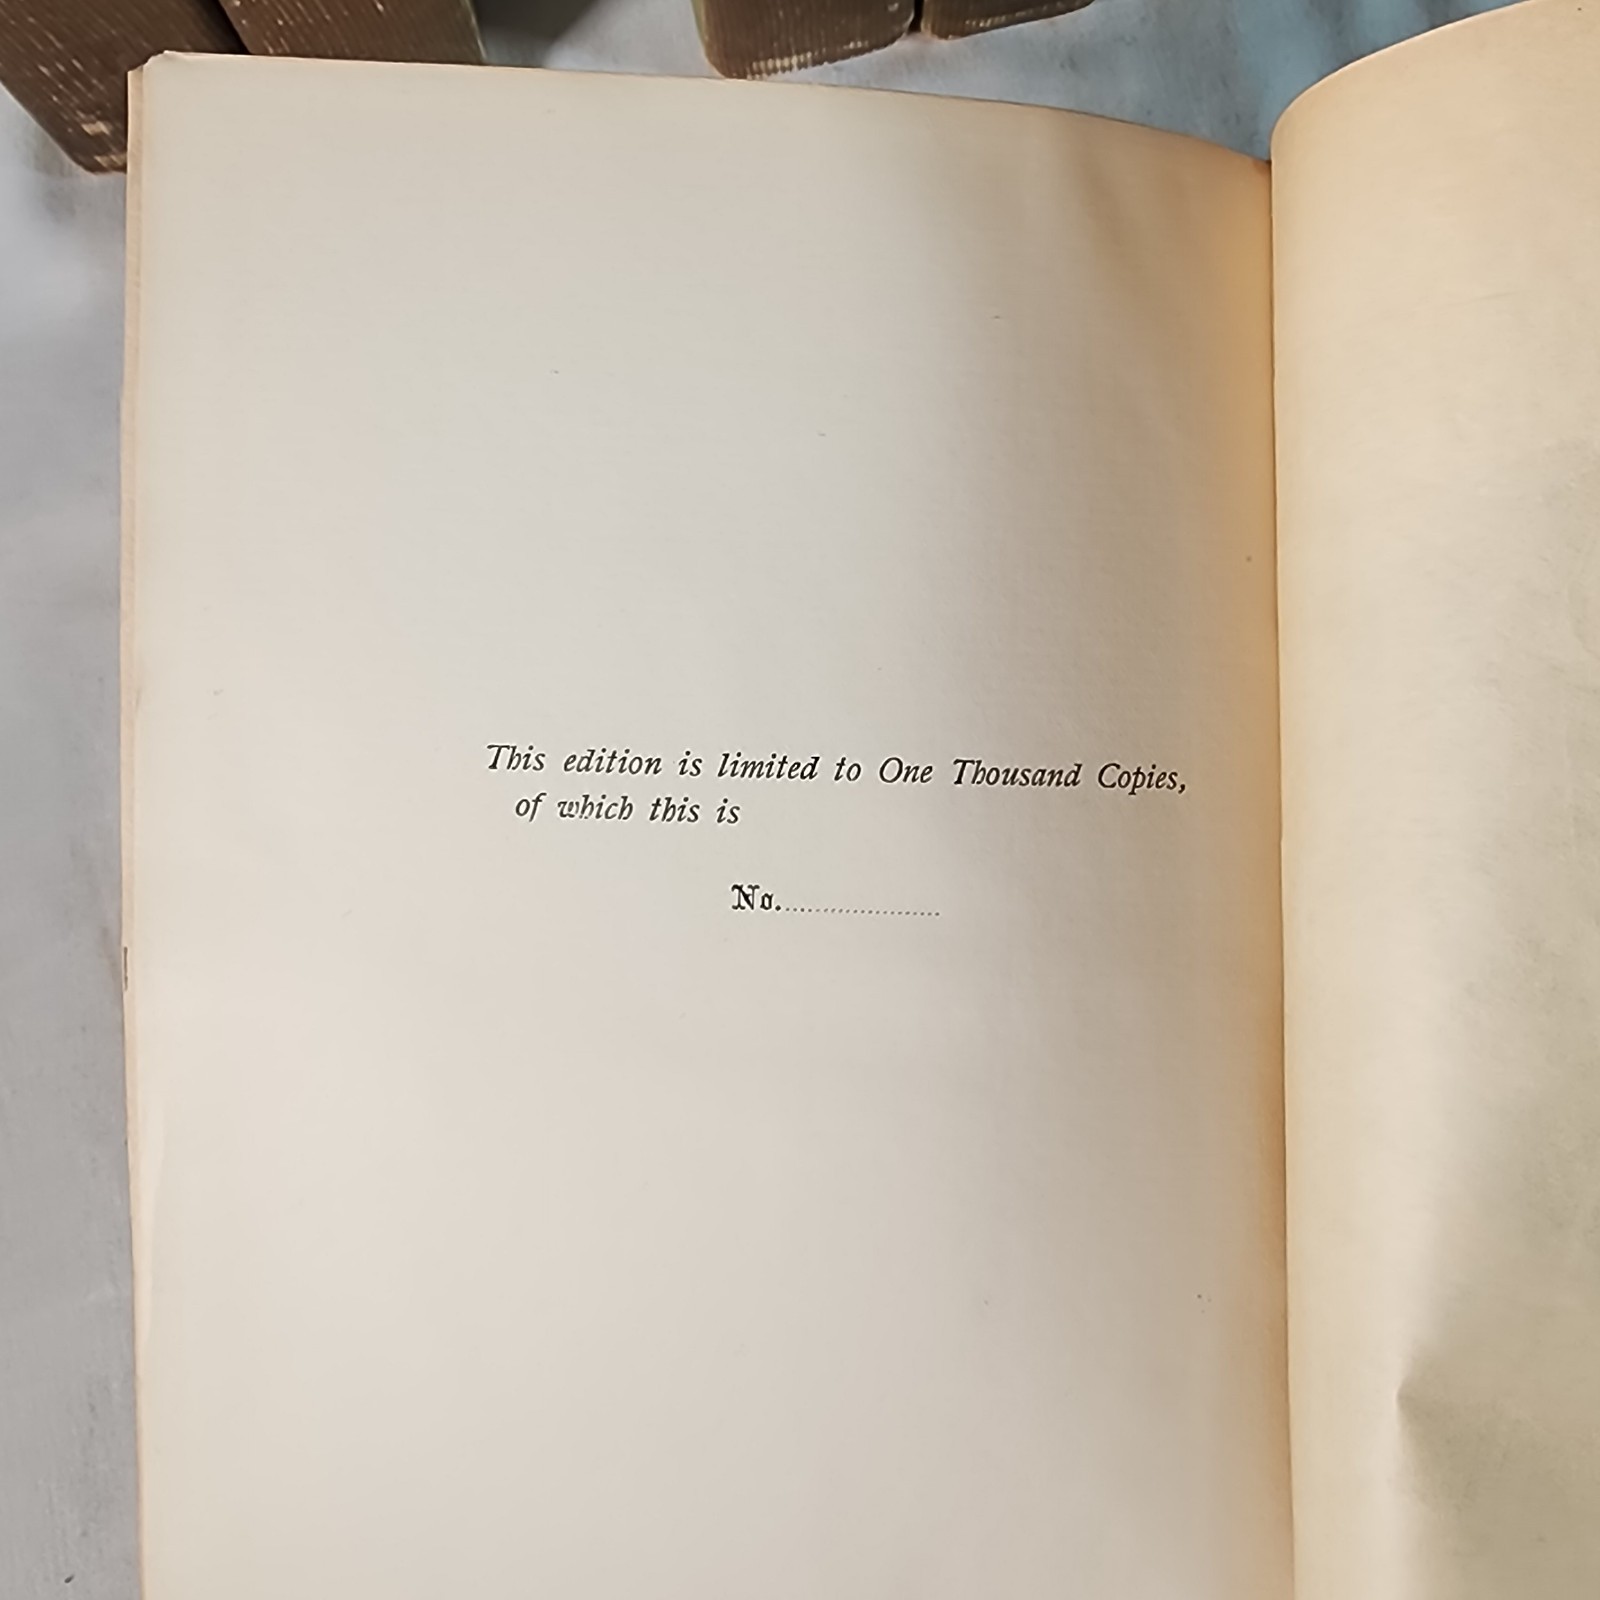 This edition is limited to One Thousand Copies,
of which this is
No......................